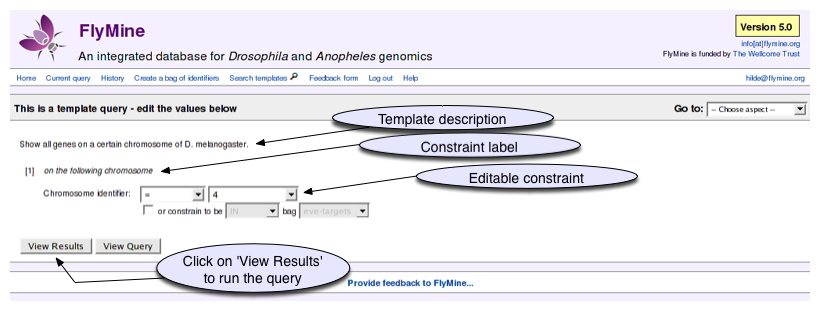 FlyMine
Version 5.0
An integrated database for Drosophila and Anopheles genomics
info[at]flymine.org
FlyMine is funded by The Wellcome Trust
Home Current query History Create a bag of identifiers Search templates Feedback form Log out Help hilde@flymine.org
This is a template query - edit the values below Go to: -- Choose aspect --
Template description
Show all genes on a certain chromosome of D. melanogaster.
Constraint label
[1] on the following chromosome
Editable constraint
Chromosome identifier: = 4
or constrain to be IN bag eve-targets
View Results View Query
Click on 'View Results'
to run the query
Provide feedback to FlyMine...